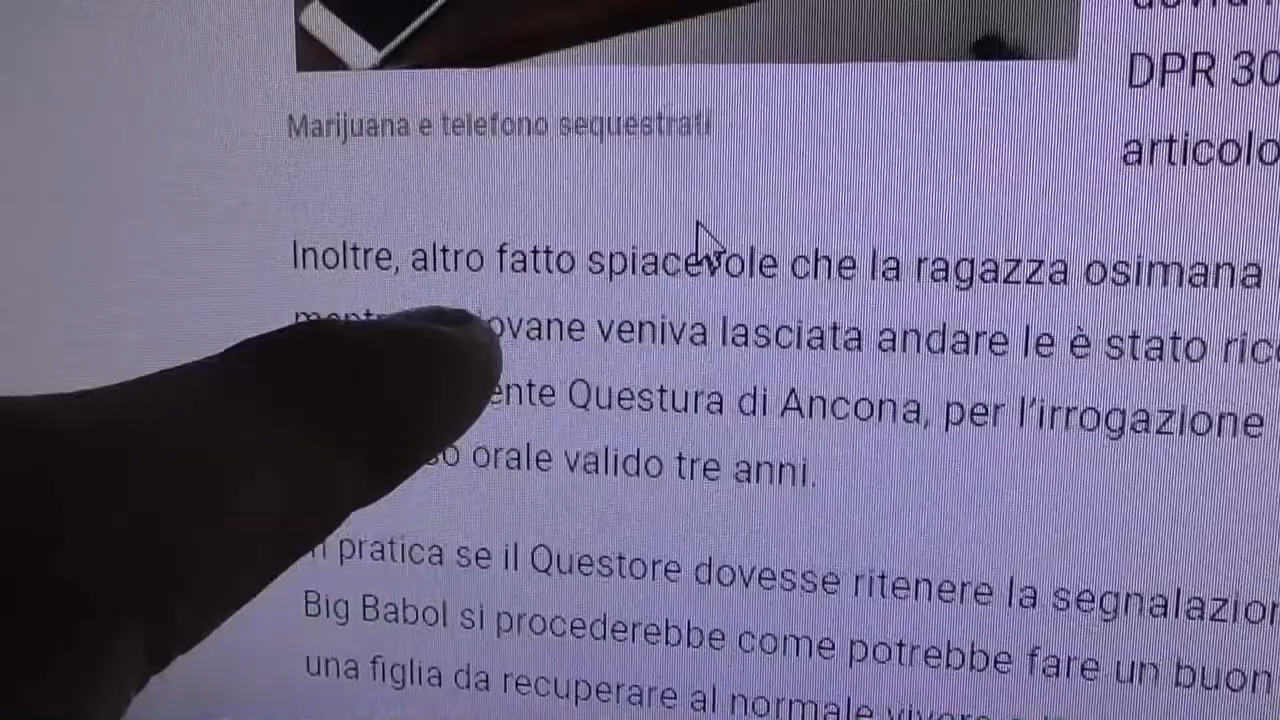 DPR 30
articolo
Marijuana e telefono sequestrati
Inoltre, altro fatto spiacevole che la ragazza osimana
ovane veniva lasciata andare le è stato ric
ente Questura di Ancona, per l'irrogazione
so orale valido tre anni.
pratica se il Questore dovesse ritenere la segnalazion
Big Babol si procederebbe come potrebbe fare un buon
una figlia da recuperare al normale vivere